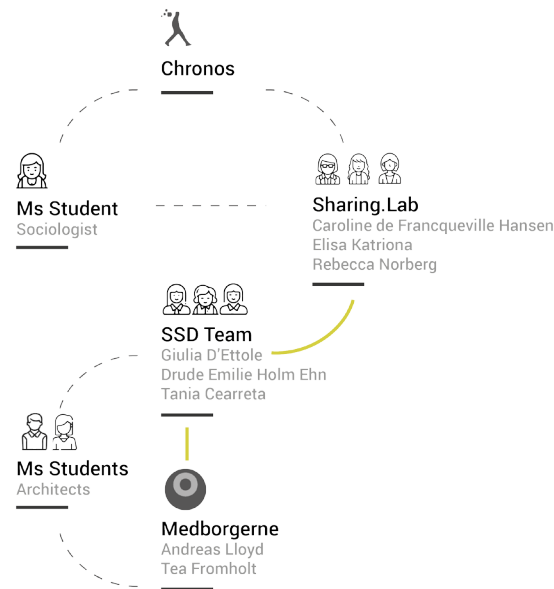 Chronos
Ms Student
Sociologist
Sharing.Lab
Caroline de Francqueville Hansen
Elisa Katriona
Rebecca Norberg
SSD Team
Giulia D'Ettole
Drude Emilie Holm Ehn
Tania Cearreta
Ms Students
Architects
Medborgerne
Andreas Lloyd
Tea Fromholt